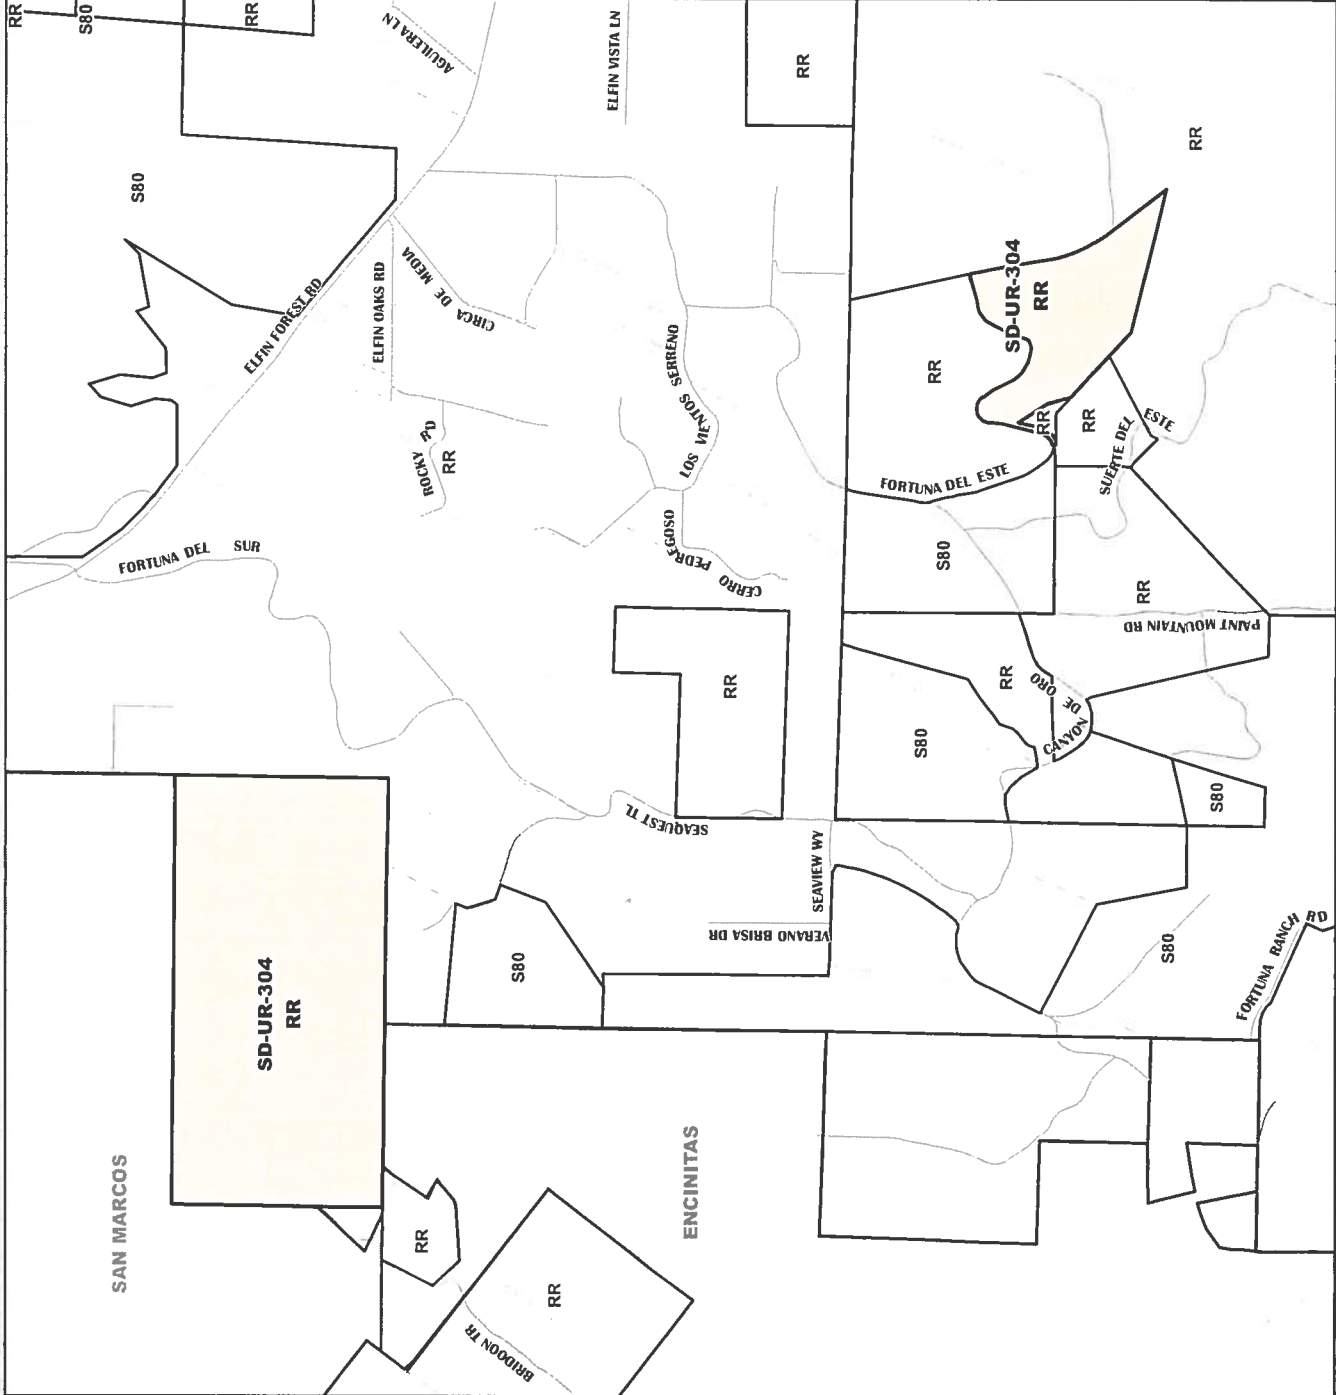 RR
S80
RR
AGUILERA LN
ELFIN VISTA LN
RR
S80
RR
ELFIN FOREST RD
ELFIN OAKS RD
CIRCA DE MEDIA
SD-UR-304
RR
RR
LOS VIENTOS SERRENO
ROCKY RD
RR
RR
RR
SUERTE DEL ESTE
FORTUNA DEL ESTE
FORTUNA DEL SUR
CERRO PEDREGOSO
S80
RR
PAINT MOUNTAIN RD
RR
RR
CANYON DE ORO
S80
S80
SEAQUEST TL
SEAVIEW WY
VERANO BRISA DR
S80
S80
FORTUNA RANCH RD
SD-UR-304
RR
SAN MARCOS
ENCINITAS
RR
RR
BRIDOON TR